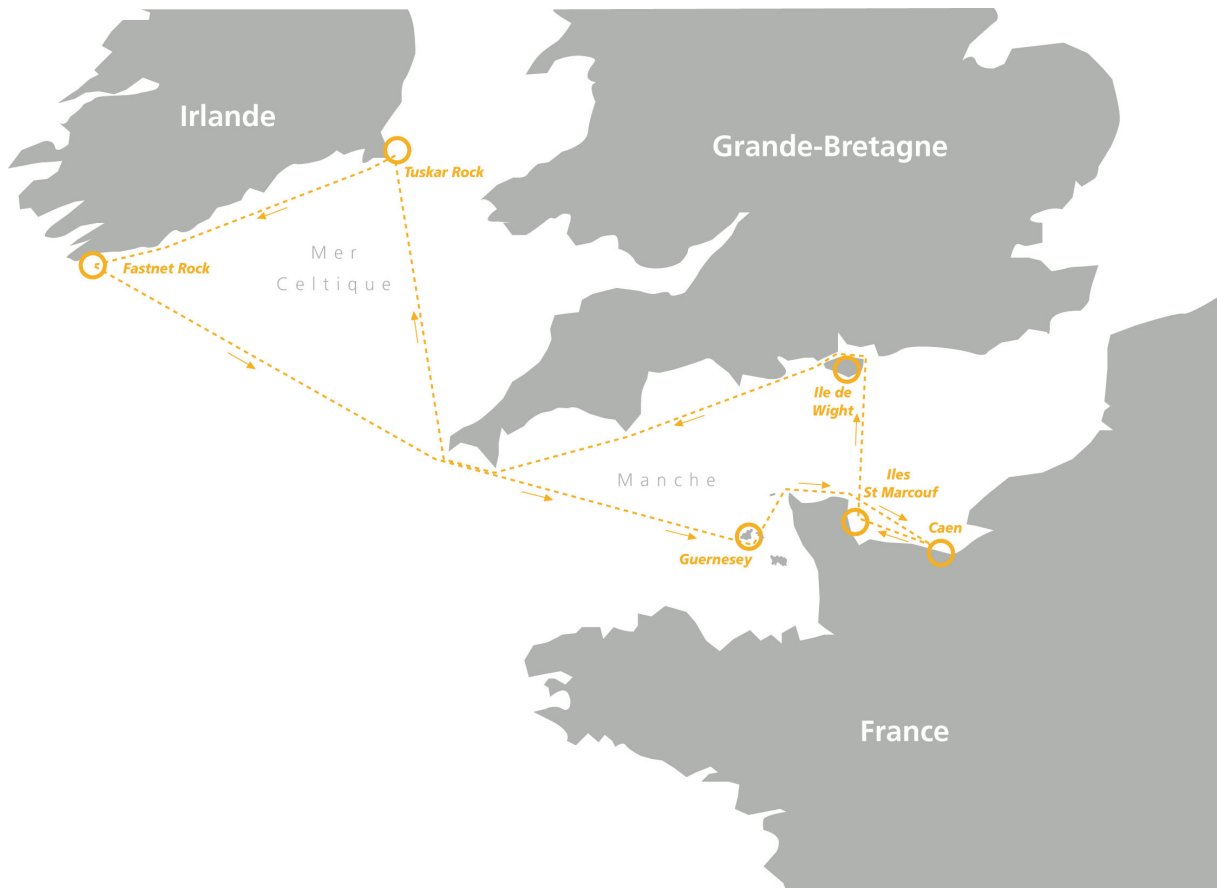 Irlande
Grande-Bretagne
Tuskar Rock
Mer
Celtique
Fastnet Rock
Ile de
Wight
Manche
Iles
St Marcouf
Caen
Guernesey
France